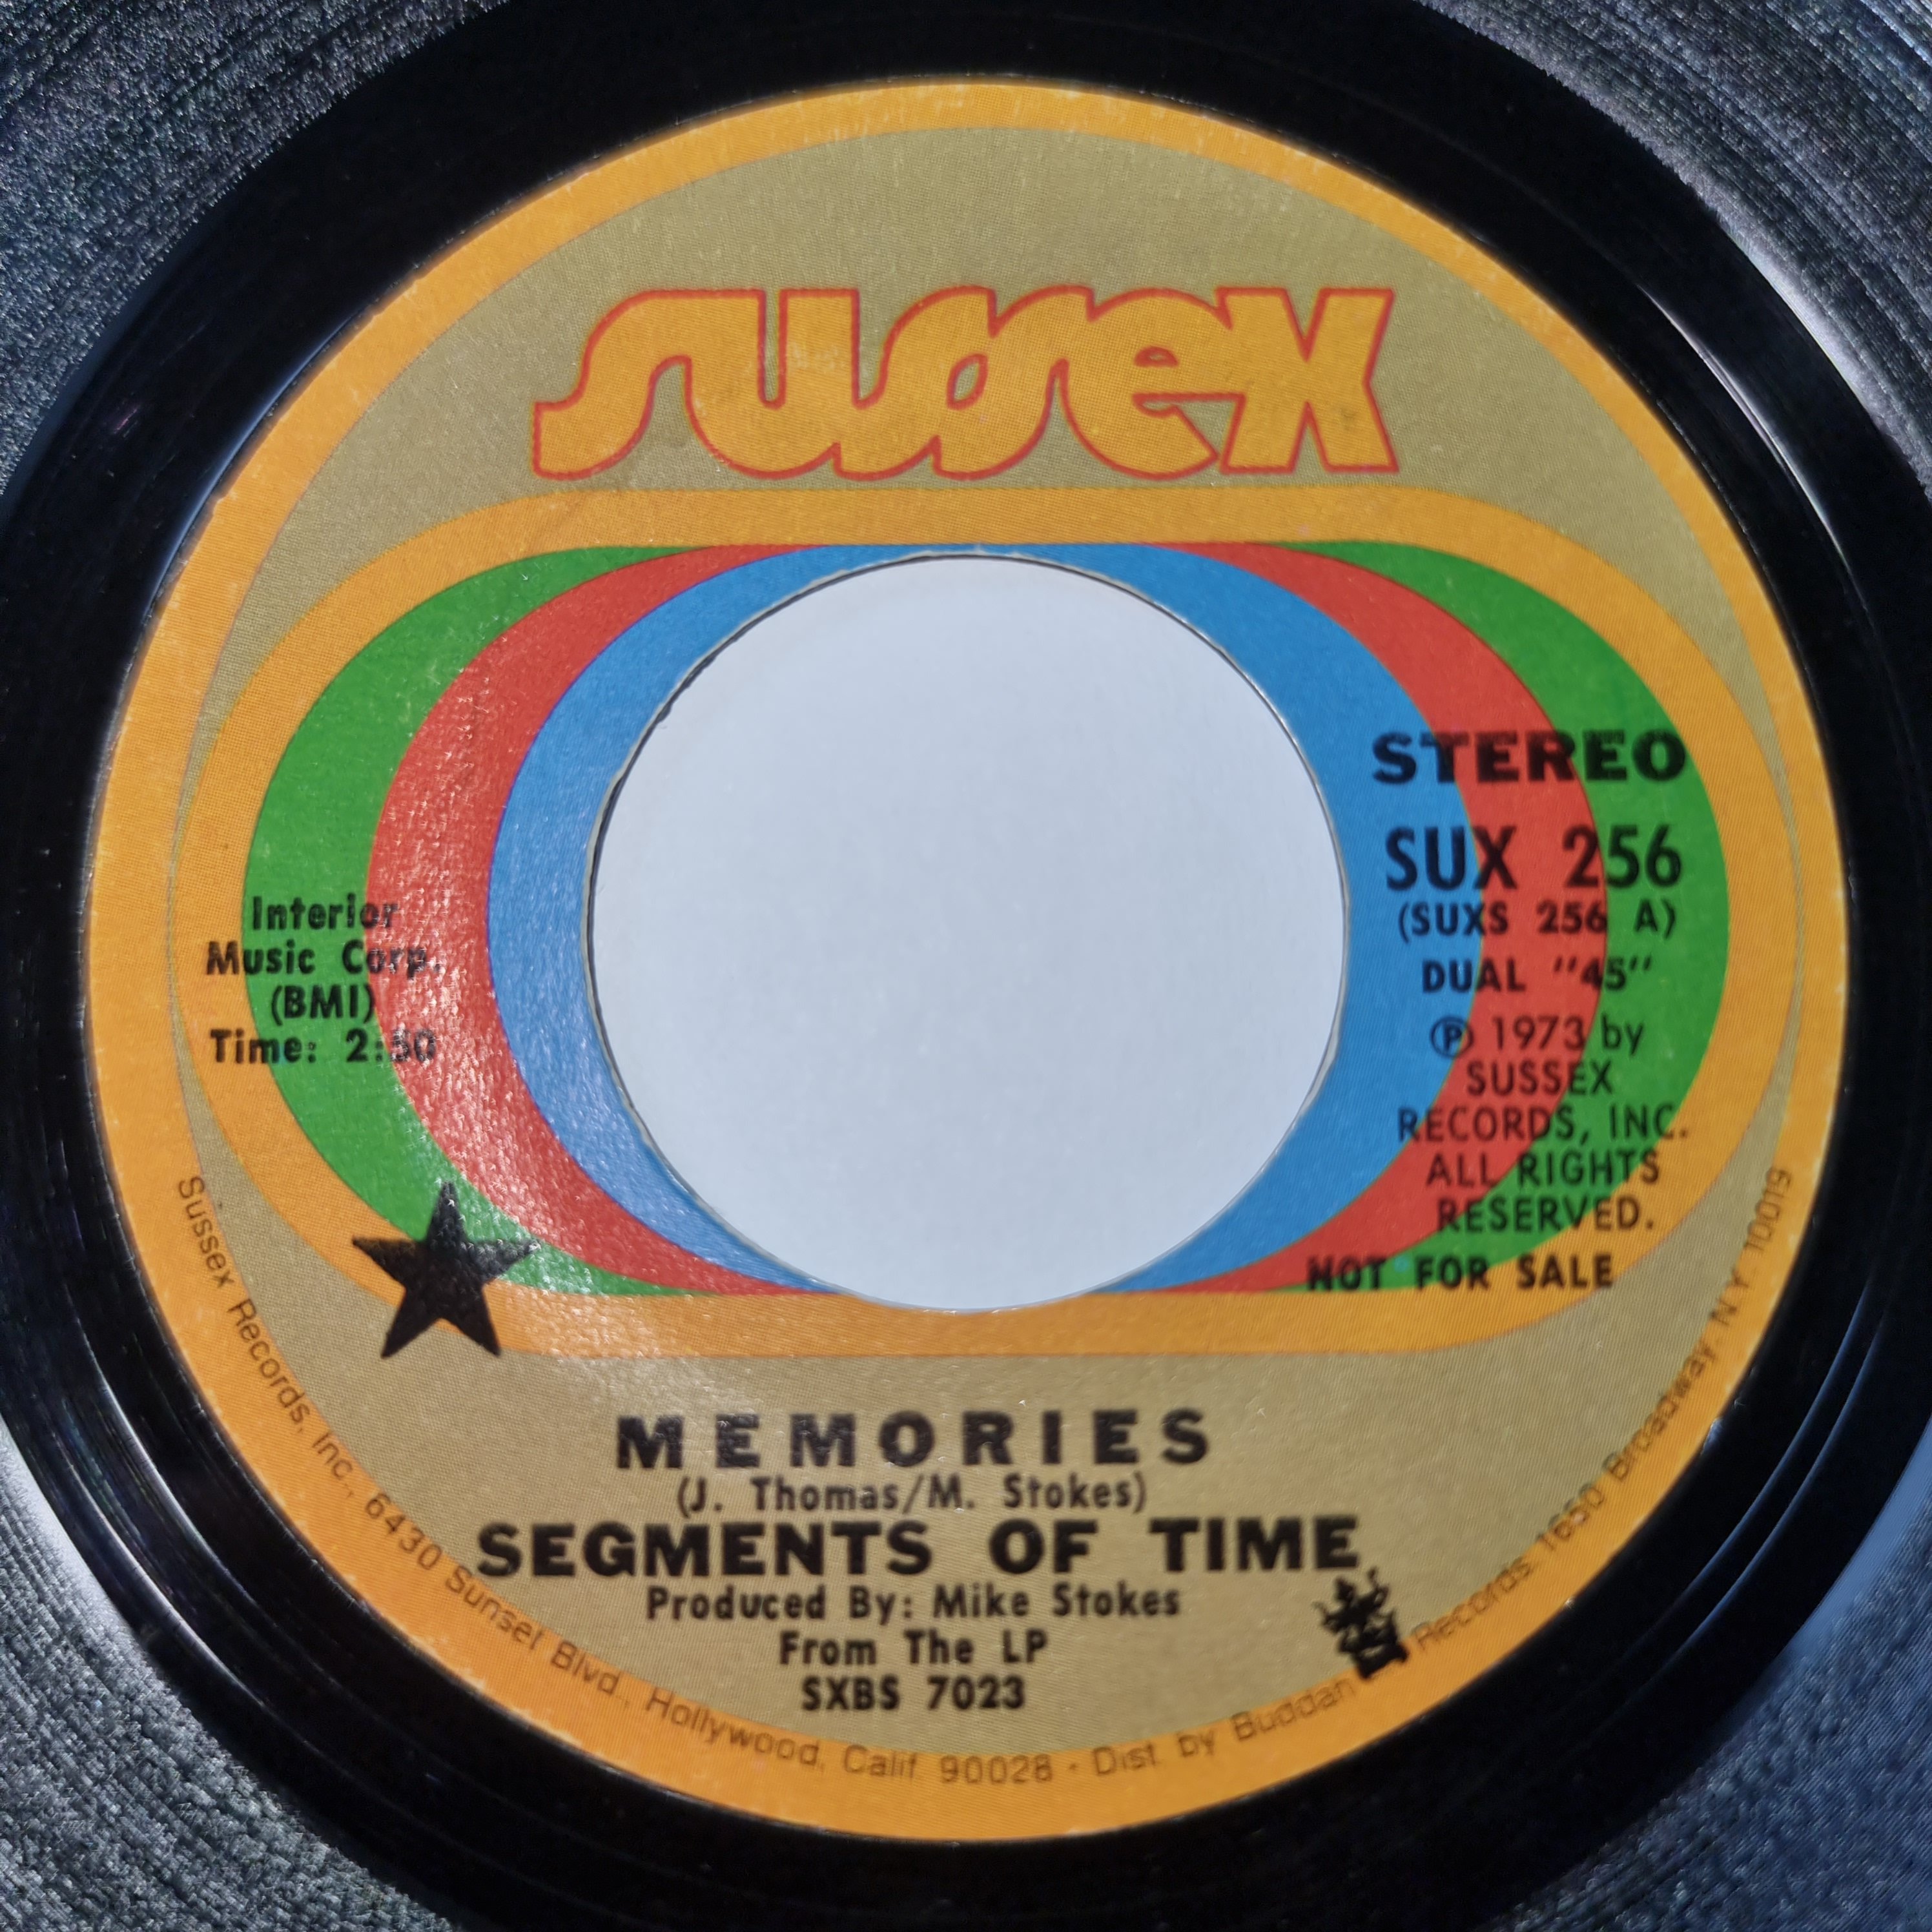 sussex
Interior
Music Corp.
(BMI)
Time: 2:50
STEREO
SUX 256
(SUXS 256 A)
DUAL "45"
Ⓟ 1973 by
SUSSEX
RECORDS, INC.
ALL RIGHTS
RESERVED.
NOT FOR SALE
MEMORIES
(J. Thomas/M. Stokes)
SEGMENTS OF TIME
Produced By: Mike Stokes
From The LP
SXBS 7023
Sussex Records, Inc., 6430 Sunset Blvd., Hollywood, Calif. 90028 • Dist. by Buddah Records 1650 Broadway, N.Y. 10019